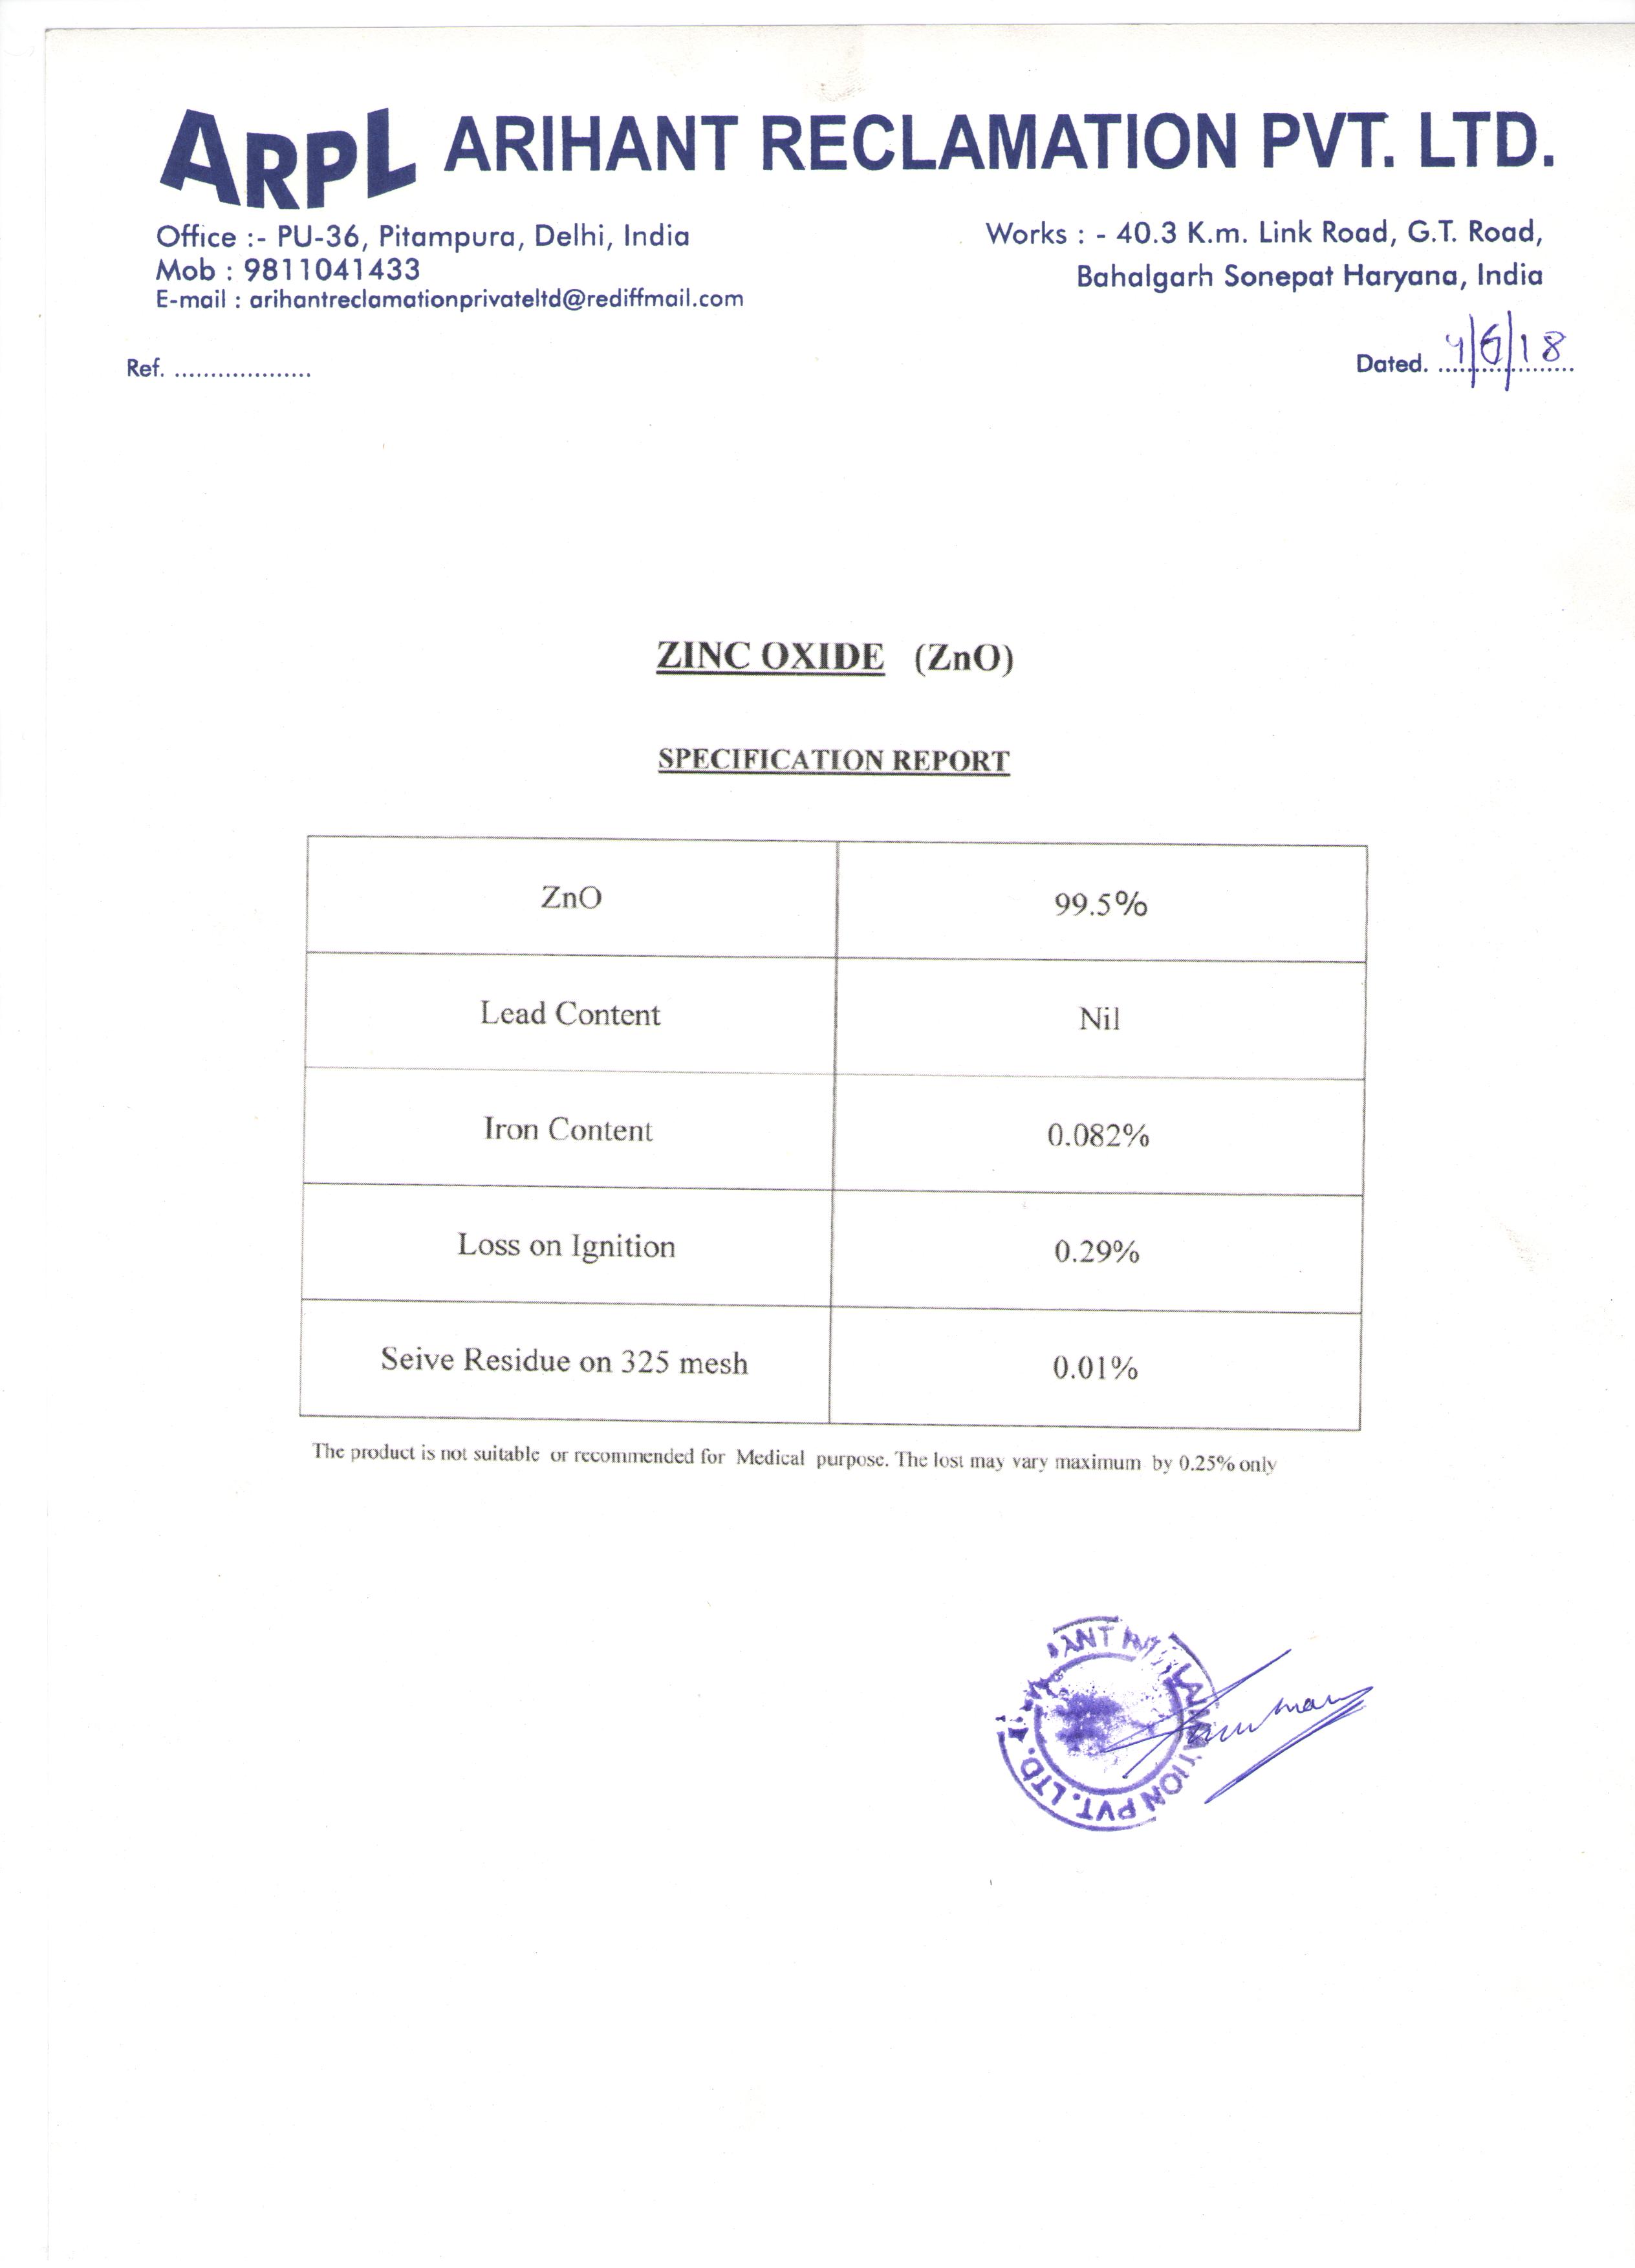 ARPL ARIHANT RECLAMATION PVT. LTD.
Office :- PU-36, Pitampura, Delhi, India
Mob : 9811041433
E-mail : arihantreclamationprivateltd@rediffmail.com
Works : - 40.3 K.m. Link Road, G.T. Road,
Bahalgarh Sonepat Haryana, India
Ref. ...................
Dated. 4/6/18
ZINC OXIDE (ZnO)
SPECIFICATION REPORT
ZnO 99.5%
Lead Content Nil
Iron Content 0.082%
Loss on Ignition 0.29%
Seive Residue on 325 mesh 0.01%
The product is not suitable or recommended for Medical purpose. The lost may vary maximum by 0.25% only
PVT. LTD.